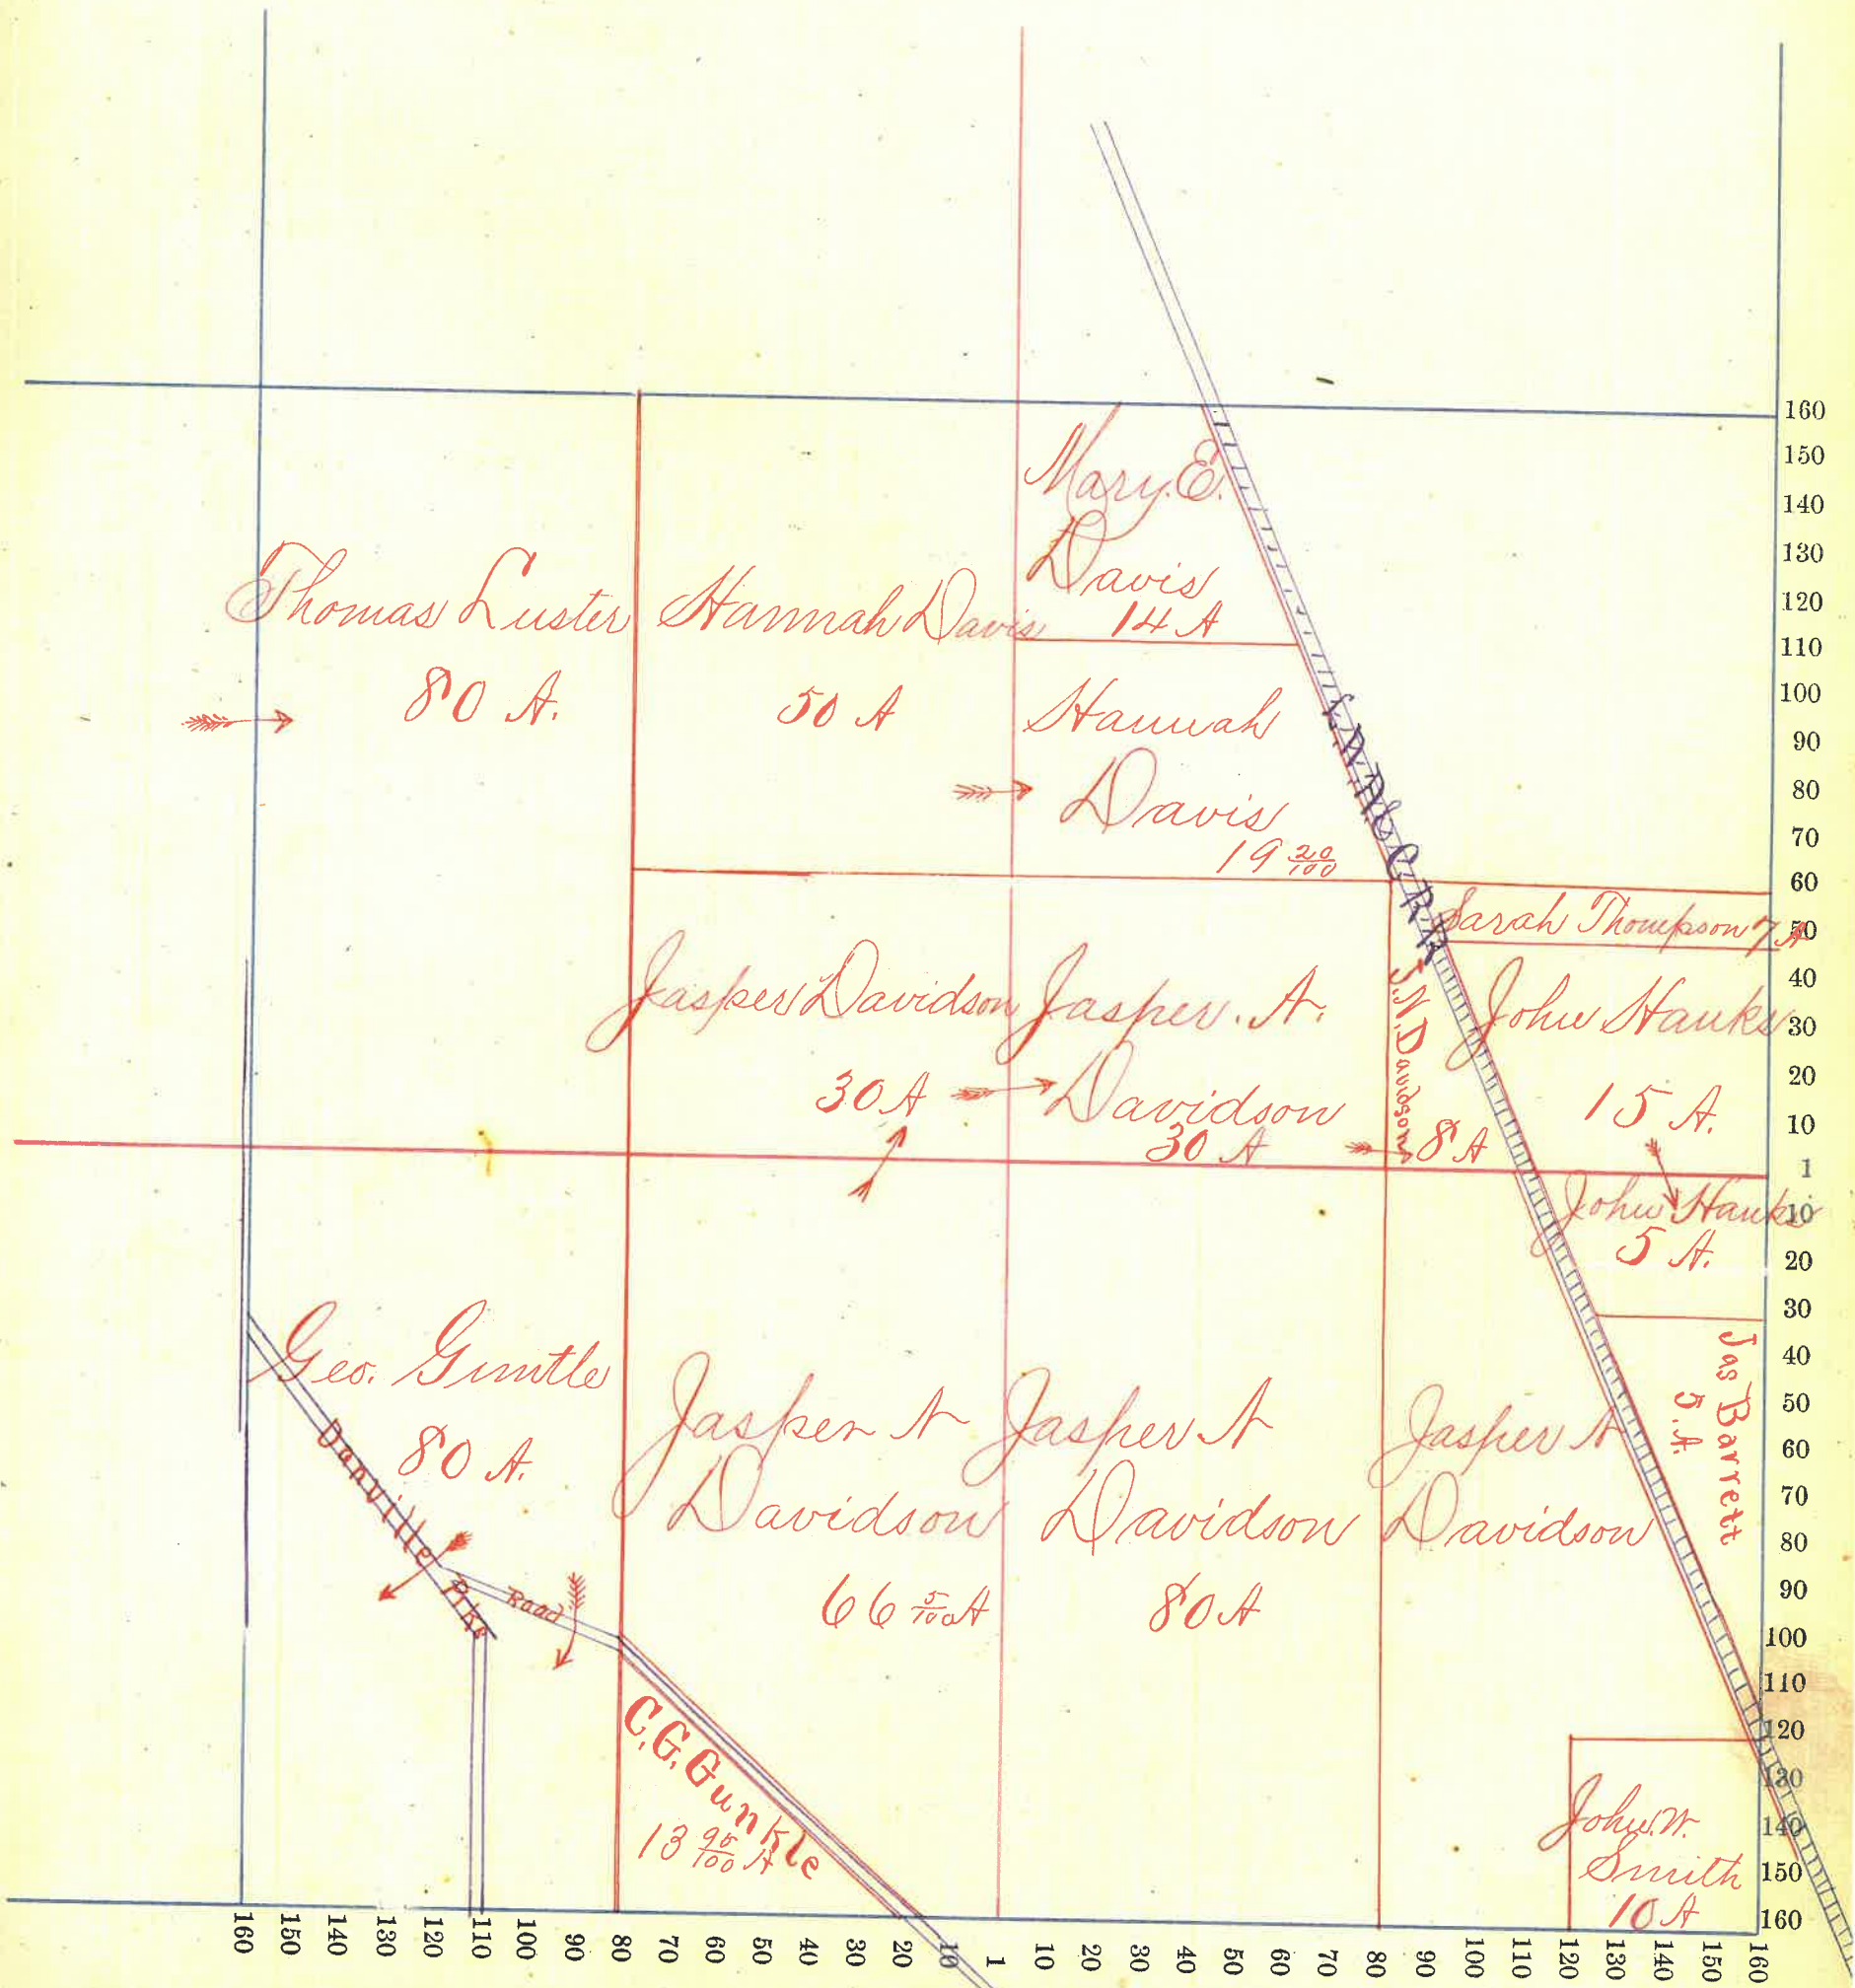 Mary. E.
Davis
14 A
Thomas Luster
80 A.
Hannah Davis
50 A
Hannah
Davis
19 20/100
C. R. R.
Sarah Thompson 7 A
Jasper Davidson
30 A
Jasper. A.
Davidson
30 A
J. N. Davidson
8 A
John Hanks
15 A.
John Hanks
5 A.
Jas Barrett
5. A.
Geo. Guntle
80 A.
Danville Pike
Road
Jasper A
Davidson
66 5/100 A
Jasper A
Davidson
80 A
Jasper A
Davidson
C. G. Gunkle
13 95/100 A
John. W.
Smith
10 A
160
150
140
130
120
110
100
90
80
70
60
50
40
30
20
10
1
10
20
30
40
50
60
70
80
90
100
110
120
130
140
150
160
160 150 140 130 120 110 100 90 80 70 60 50 40 30 20 10 1 10 20 30 40 50 60 70 80 90 100 110 120 130 140 150 160